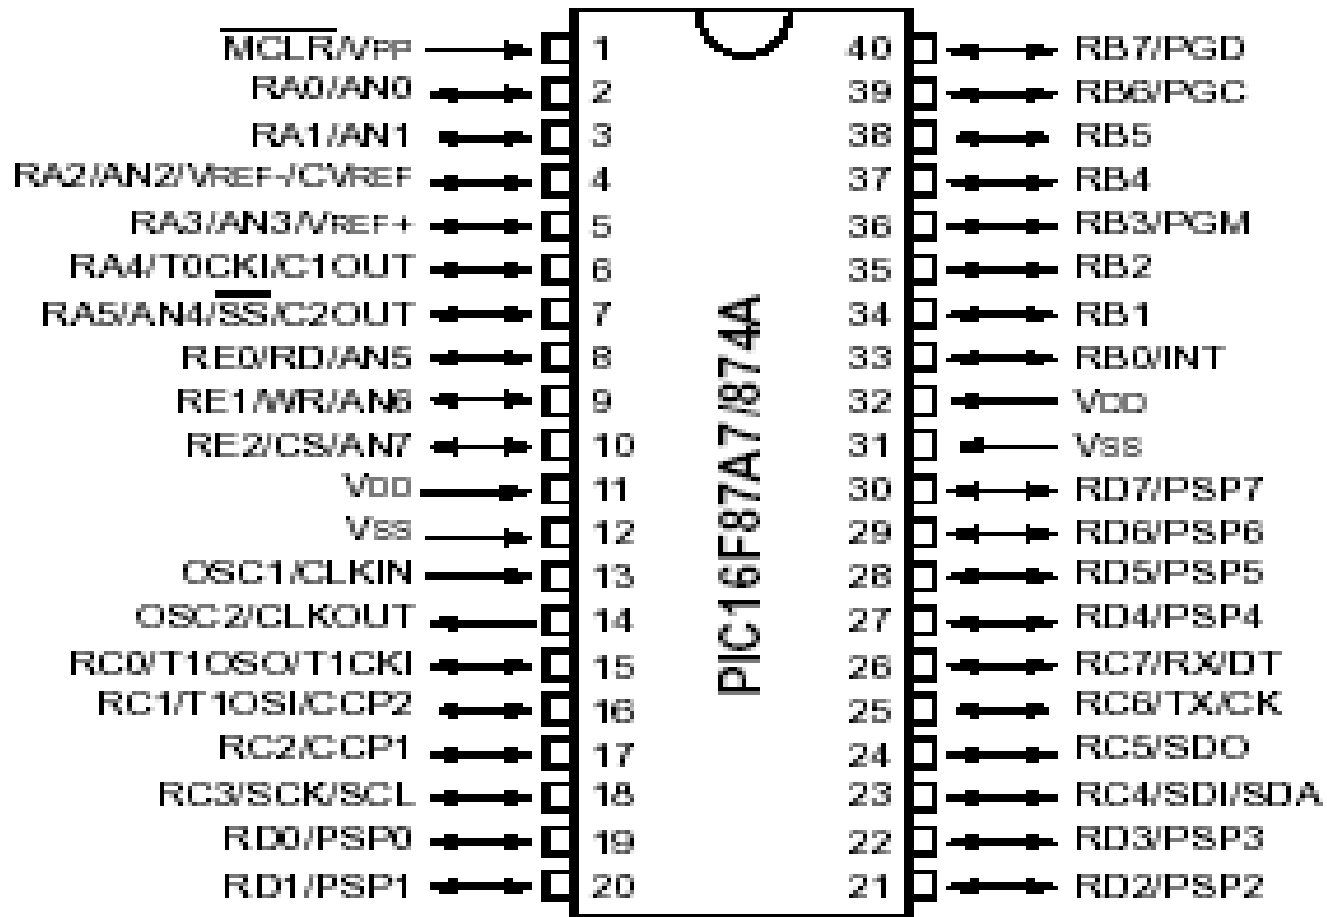 MCLR/VPP 1 40 RB7/PGD
RA0/AN0 2 39 RB6/PGC
RA1/AN1 3 38 RB5
RA2/AN2/VREF-/CVREF 4 37 RB4
RA3/AN3/VREF+ 5 36 RB3/PGM
RA4/T0CKI/C1OUT 6 35 RB2
RA5/AN4/SS/C2OUT 7 34 RB1
RE0/RD/AN5 8 33 RB0/INT
RE1/WR/AN6 9 32 VDD
RE2/CS/AN7 10 31 VSS
VDD 11 30 RD7/PSP7
VSS 12 29 RD6/PSP6
OSC1/CLKIN 13 28 RD5/PSP5
OSC2/CLKOUT 14 27 RD4/PSP4
RC0/T1OSO/T1CKI 15 26 RC7/RX/DT
RC1/T1OSI/CCP2 16 25 RC6/TX/CK
RC2/CCP1 17 24 RC5/SDO
RC3/SCK/SCL 18 23 RC4/SDI/SDA
RD0/PSP0 19 22 RD3/PSP3
RD1/PSP1 20 21 RD2/PSP2
PIC16F87A7/874A